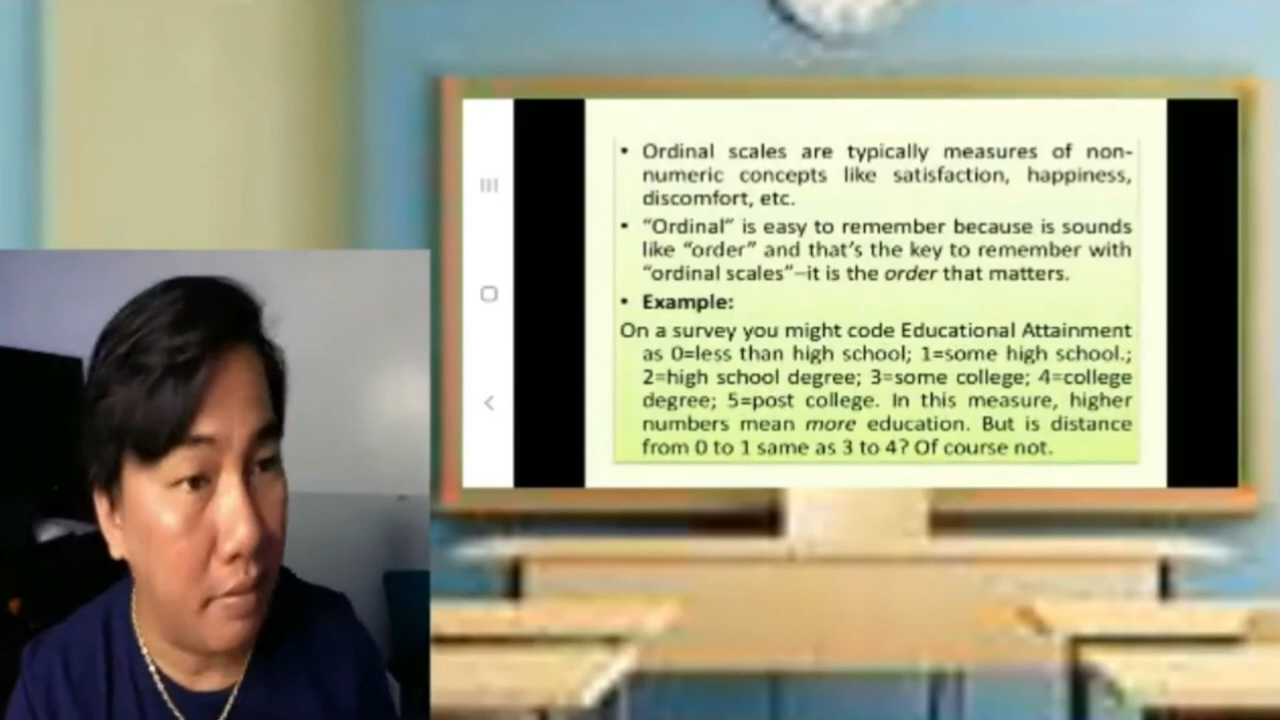 • Ordinal scales are typically measures of non-
numeric concepts like satisfaction, happiness,
discomfort, etc.
• “Ordinal” is easy to remember because is sounds
like “order” and that’s the key to remember with
“ordinal scales”–it is the order that matters.
• Example:
On a survey you might code Educational Attainment
as 0=less than high school; 1=some high school.;
2=high school degree; 3=some college; 4=college
degree; 5=post college. In this measure, higher
numbers mean more education. But is distance
from 0 to 1 same as 3 to 4? Of course not.